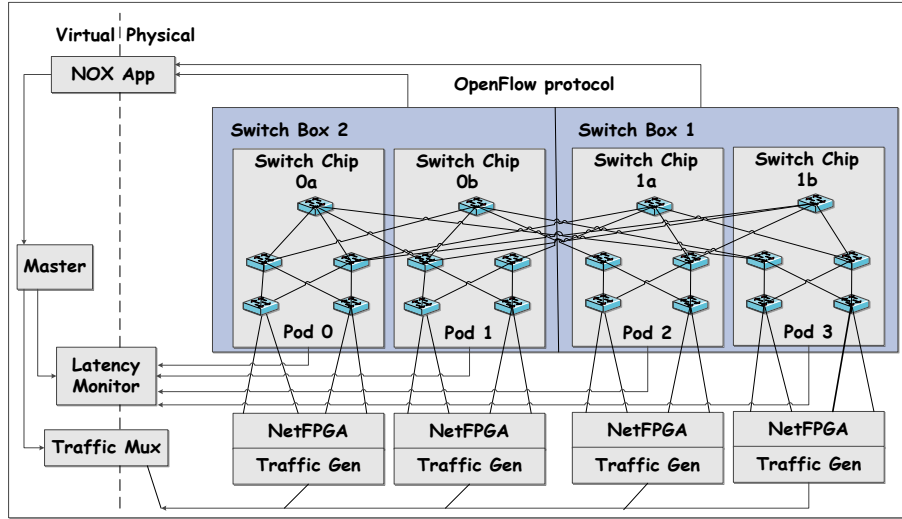 Virtual Physical
NOX App
OpenFlow protocol
Switch Box 2
Switch Box 1
Switch Chip
0a
Switch Chip
0b
Switch Chip
1a
Switch Chip
1b
Master
Pod 0
Pod 1
Pod 2
Pod 3
Latency
Monitor
Traffic Mux
NetFPGA
Traffic Gen
NetFPGA
Traffic Gen
NetFPGA
Traffic Gen
NetFPGA
Traffic Gen